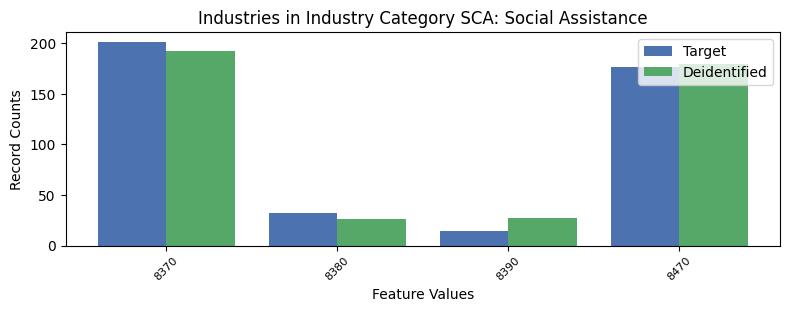 Industries in Industry Category SCA: Social Assistance
Target
Deidentified
Record Counts
200
150
100
50
0
8370
8380
8390
8470
Feature Values